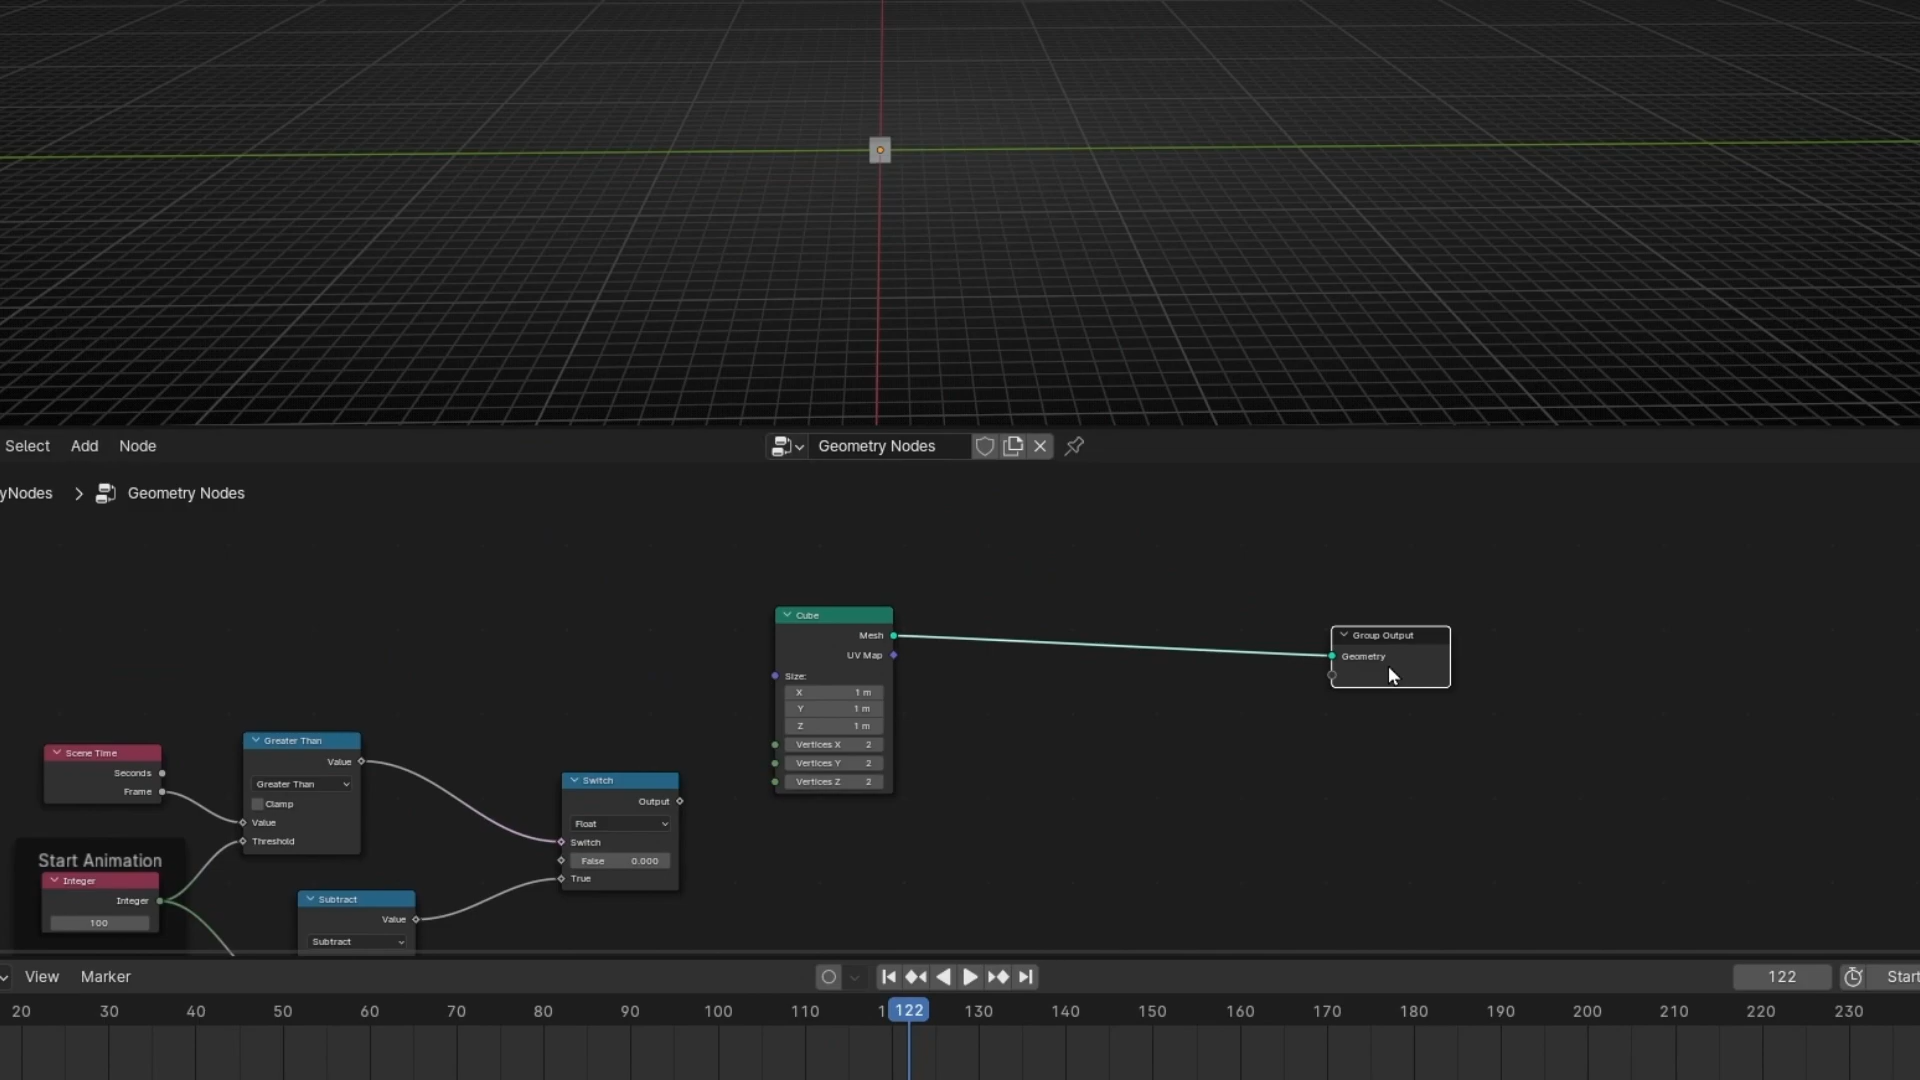 Select Add Node Geometry Nodes
yNodes > Geometry Nodes
Cube
Mesh
UV Map
Size:
X 1 m
Y 1 m
Z 1 m
Vertices X 2
Vertices Y 2
Vertices Z 2
Group Output
Geometry
Scene Time
Seconds
Frame
Greater Than
Value
Greater Than
Clamp
Value
Threshold
Switch
Output
Float
Switch
False 0.000
True
Start Animation
Integer
Integer
100
Subtract
Value
Subtract
View Marker 122 Start
20 30 40 50 60 70 80 90 100 110 1 122 130 140 150 160 170 180 190 200 210 220 230